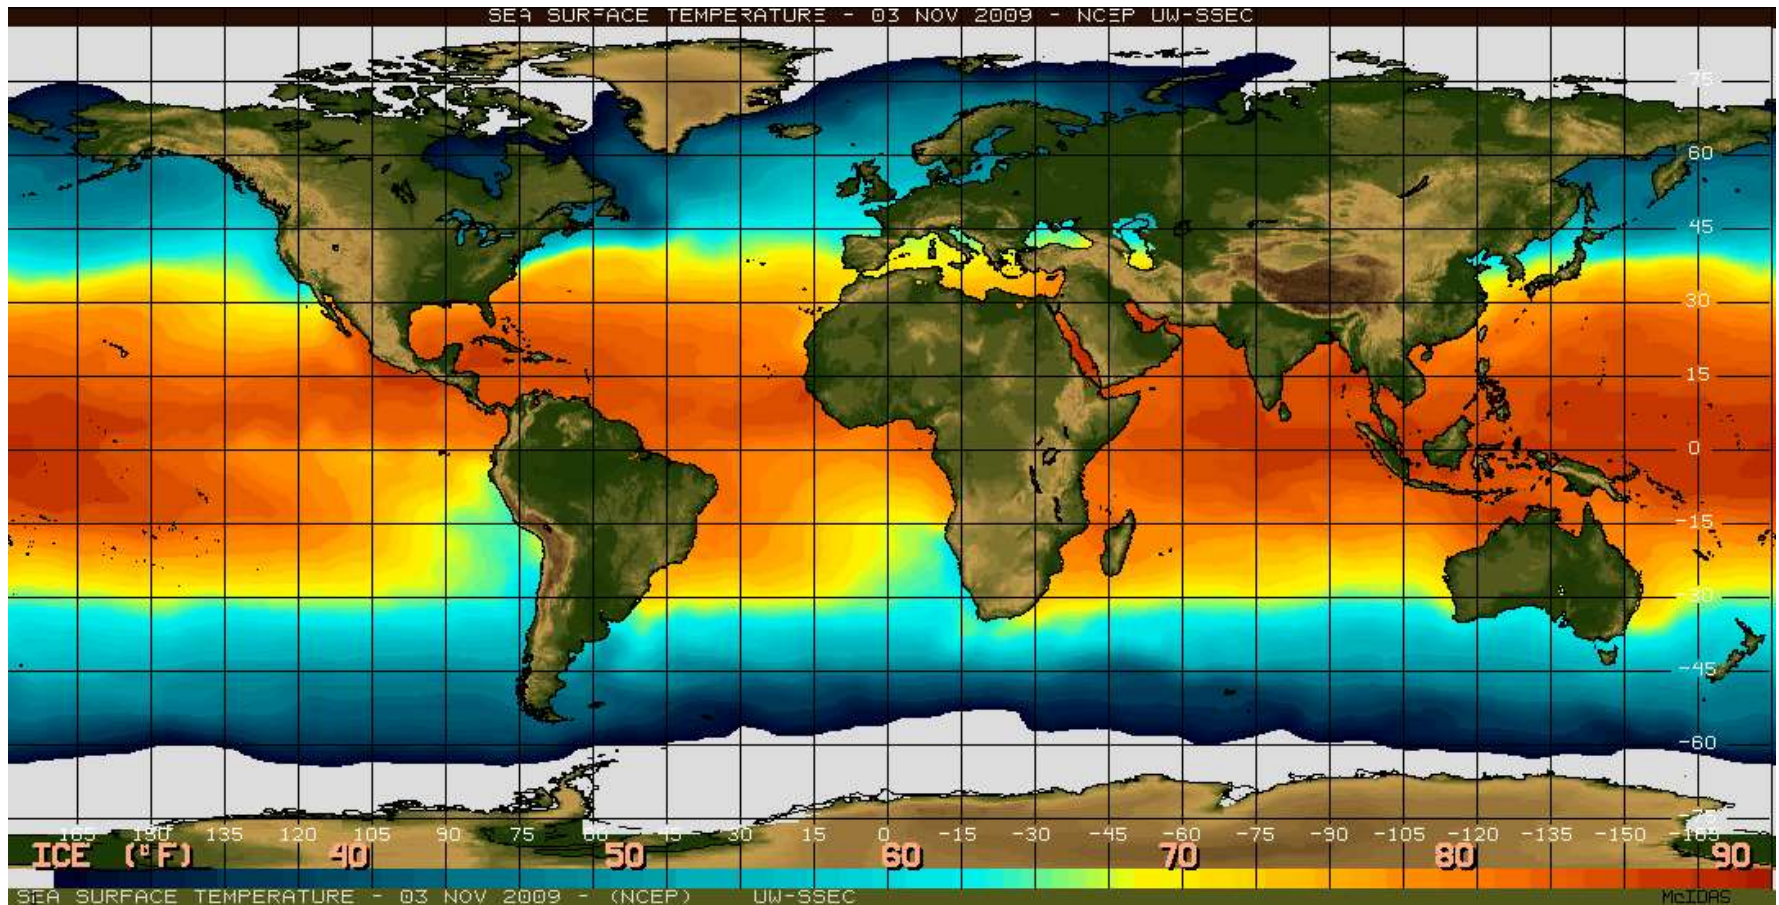 SEA SURFACE TEMPERATURE - 03 NOV 2009 - NCEP UW-SSEC
75
60
45
30
15
0
-15
-30
-45
-60
-75
165 150 135 120 105 90 75 60 45 30 15 0 -15 -30 -45 -60 -75 -90 -105 -120 -135 -150 -165
ICE (°F) 40 50 60 70 80 90
SEA SURFACE TEMPERATURE - 03 NOV 2009 - (NCEP) UW-SSEC McIDAS